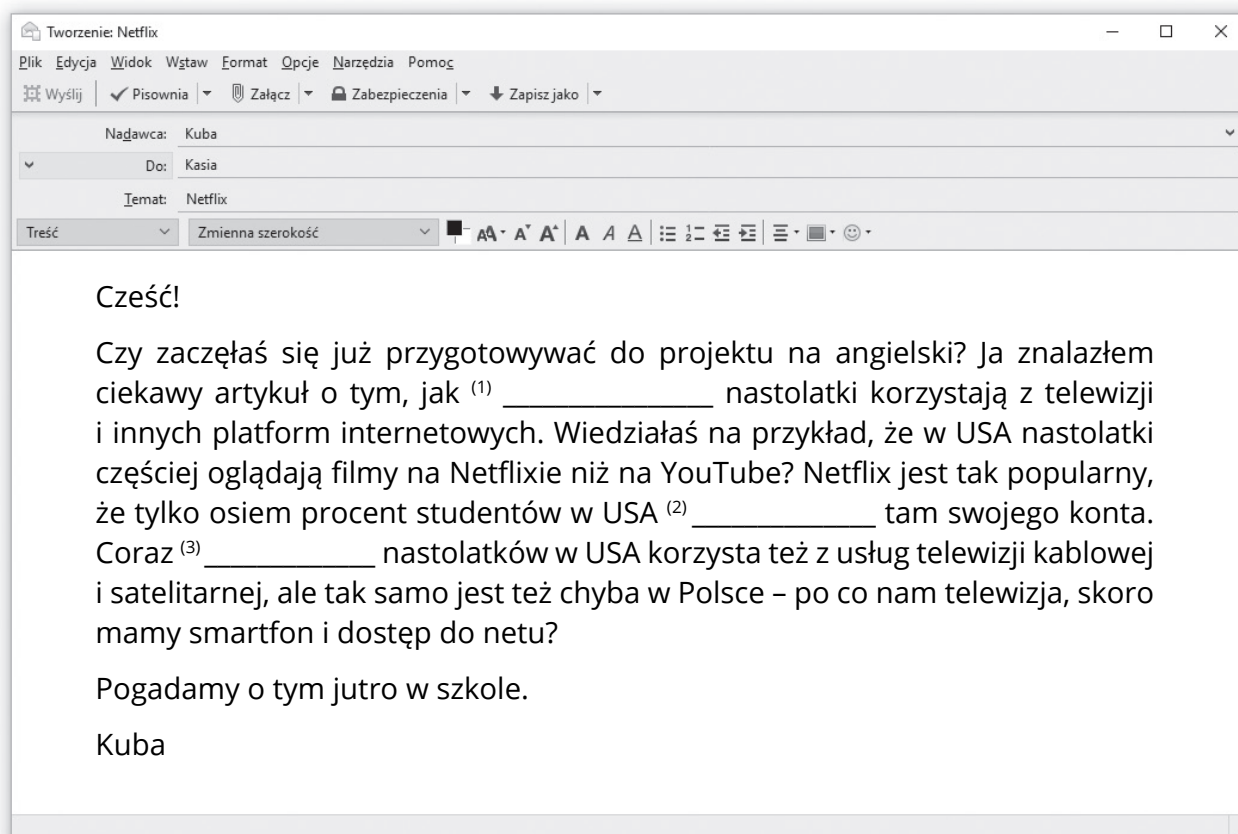 Tworzenie: Netflix
Plik Edycja Widok Wstaw Format Opcje Narzędzia Pomoc
Wyślij Pisownia Załącz Zabezpieczenia Zapisz jako
Nadawca: Kuba
Do: Kasia
Temat: Netflix
Treść Zmienna szerokość
Cześć!
Czy zaczęłaś się już przygotowywać do projektu na angielski? Ja znalazłem
ciekawy artykuł o tym, jak (1) _______________ nastolatki korzystają z telewizji
i innych platform internetowych. Wiedziałaś na przykład, że w USA nastolatki
częściej oglądają filmy na Netflixie niż na YouTube? Netflix jest tak popularny,
że tylko osiem procent studentów w USA (2) _____________ tam swojego konta.
Coraz (3) ____________ nastolatków w USA korzysta też z usług telewizji kablowej
i satelitarnej, ale tak samo jest też chyba w Polsce – po co nam telewizja, skoro
mamy smartfon i dostęp do netu?
Pogadamy o tym jutro w szkole.
Kuba